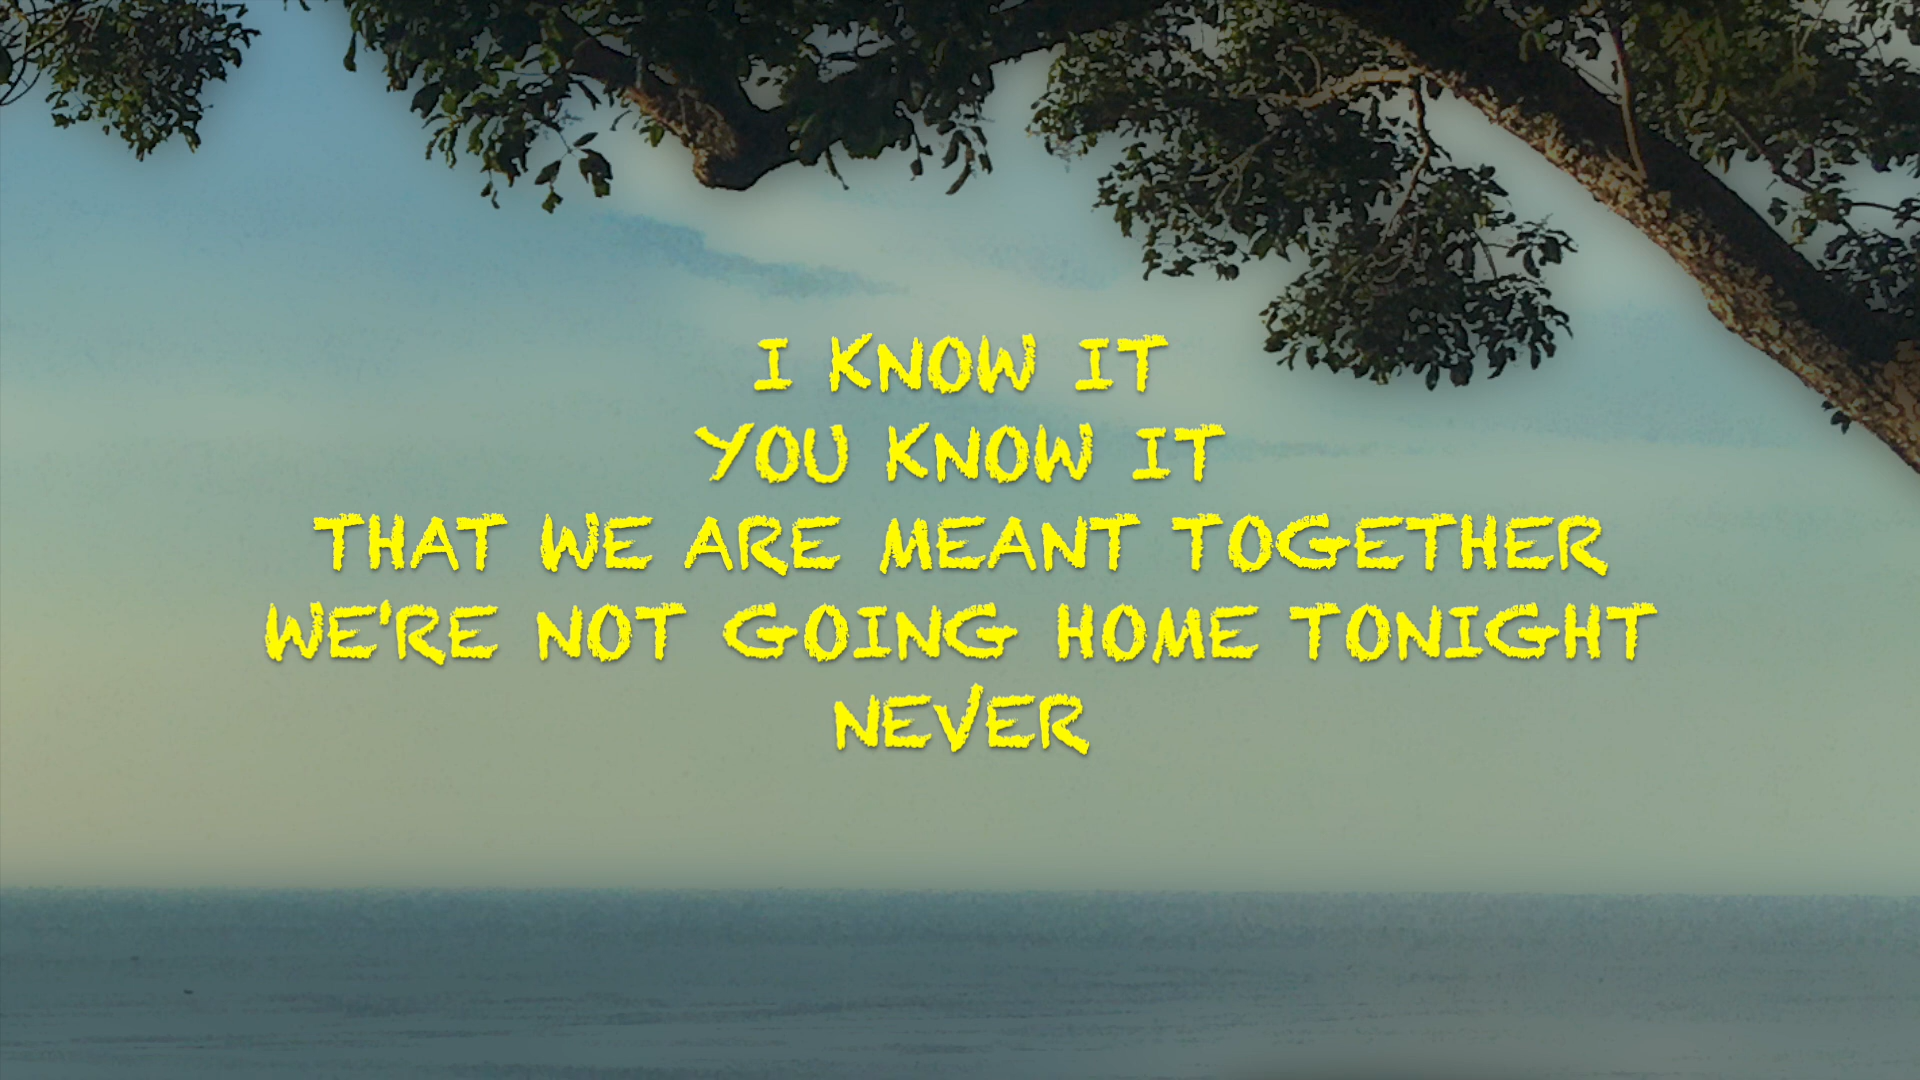 I KNOW IT
YOU KNOW IT
THAT WE ARE MEANT TOGETHER
WE'RE NOT GOING HOME TONIGHT
NEVER